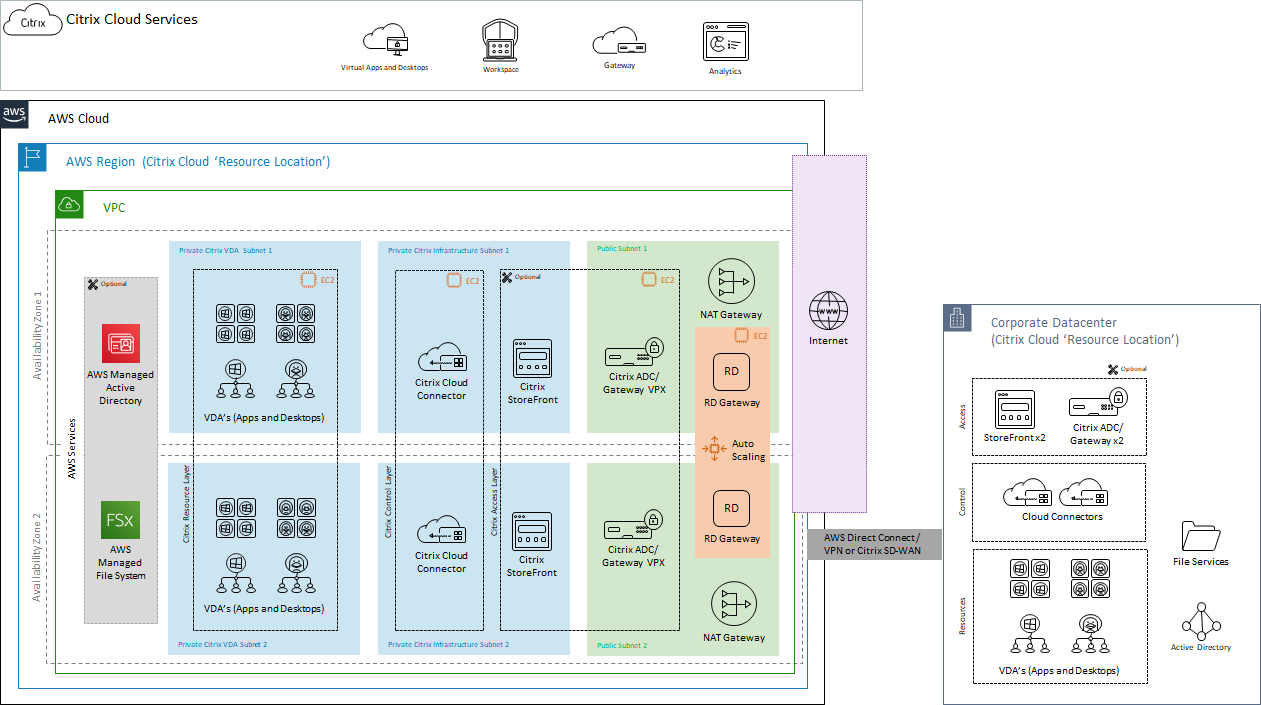 Citrix
Citrix Cloud Services
Virtual Apps and Desktops
Workspace
Gateway
Analytics
aws
AWS Cloud
AWS Region (Citrix Cloud ‘Resource Location’)
VPC
Availability Zone 1
Availability Zone 2
AWS Services
Optional
AWS Managed
Active
Directory
FSx
AWS
Managed
File System
Private Citrix VDA Subnet 1
EC2
VDA's (Apps and Desktops)
Citrix Resource Layer
VDA's (Apps and Desktops)
Private Citrix VDA Subnet 2
Private Citrix Infrastructure Subnet 1
EC2
Citrix Cloud
Connector
Citrix Control Layer
Citrix Cloud
Connector
Private Citrix Infrastructure Subnet 2
Optional
Citrix
StoreFront
Citrix Access Layer
Citrix
StoreFront
Public Subnet 1
EC2
Citrix ADC/
Gateway VPX
Citrix ADC/
Gateway VPX
Public Subnet 2
NAT Gateway
EC2
RD
RD Gateway
Auto
Scaling
RD
RD Gateway
NAT Gateway
WWW
Internet
AWS Direct Connect /
VPN or Citrix SD-WAN
Corporate Datacenter
(Citrix Cloud ‘Resource Location’)
Optional
Access
StoreFront x2
Citrix ADC/
Gateway x2
Control
Cloud Connectors
Resources
VDA's (Apps and Desktops)
File Services
Active Directory